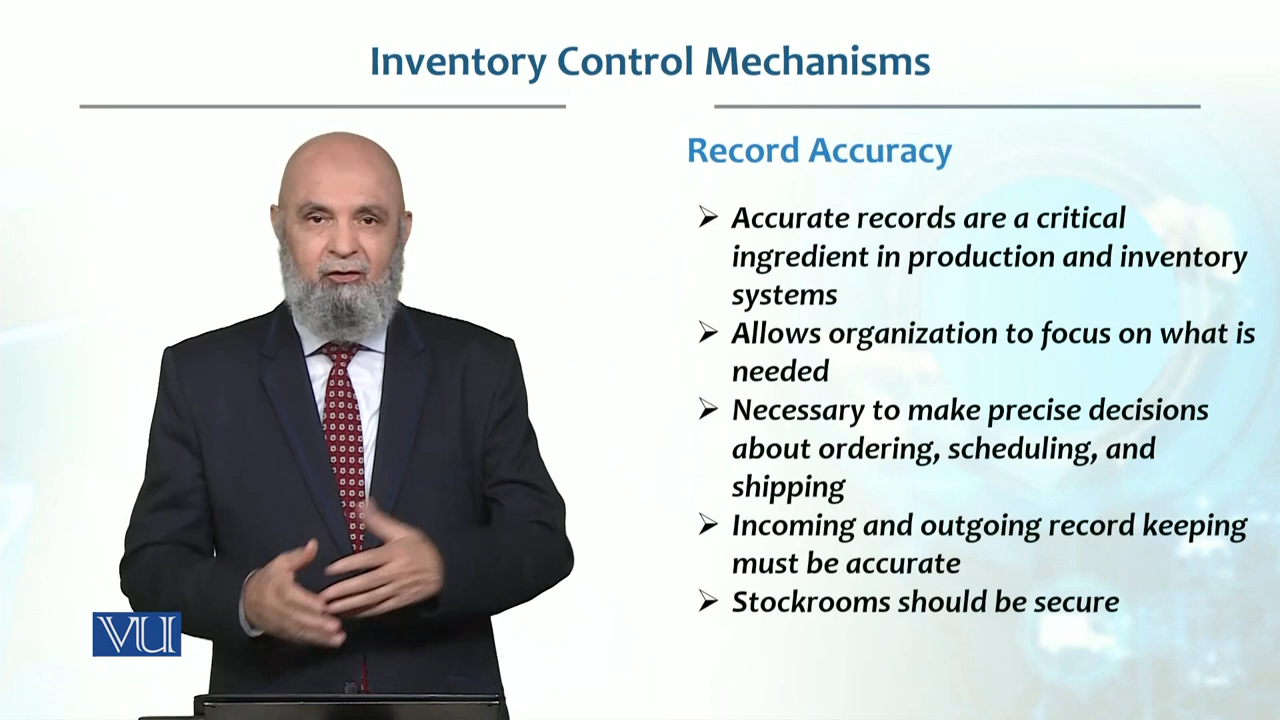 Inventory Control Mechanisms
Record Accuracy
➢ Accurate records are a critical
ingredient in production and inventory
systems
➢ Allows organization to focus on what is
needed
➢ Necessary to make precise decisions
about ordering, scheduling, and
shipping
➢ Incoming and outgoing record keeping
must be accurate
➢ Stockrooms should be secure
VU